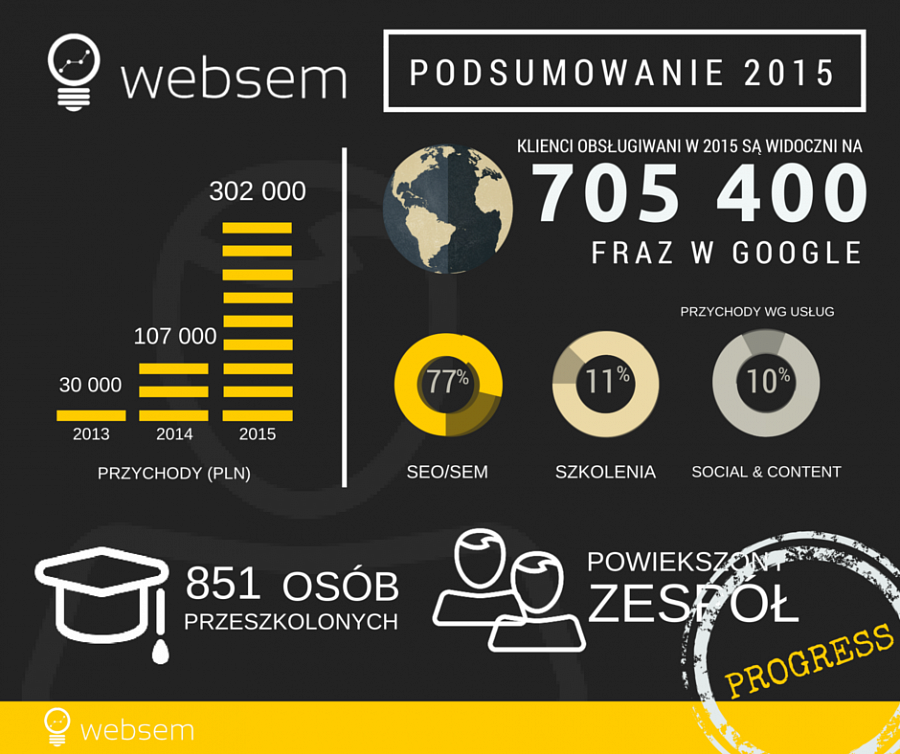 websem
PODSUMOWANIE 2015
KLIENCI OBSŁUGIWANI W 2015 SĄ WIDOCZNI NA
705 400
FRAZ W GOOGLE
302 000
107 000
30 000
2013 2014 2015
PRZYCHODY (PLN)
PRZYCHODY WG USŁUG
77% 11% 10%
SEO/SEM SZKOLENIA SOCIAL & CONTENT
851 OSÓB
PRZESZKOLONYCH
POWIEKSZONY
ZESPÓŁ
PROGRESS
websem